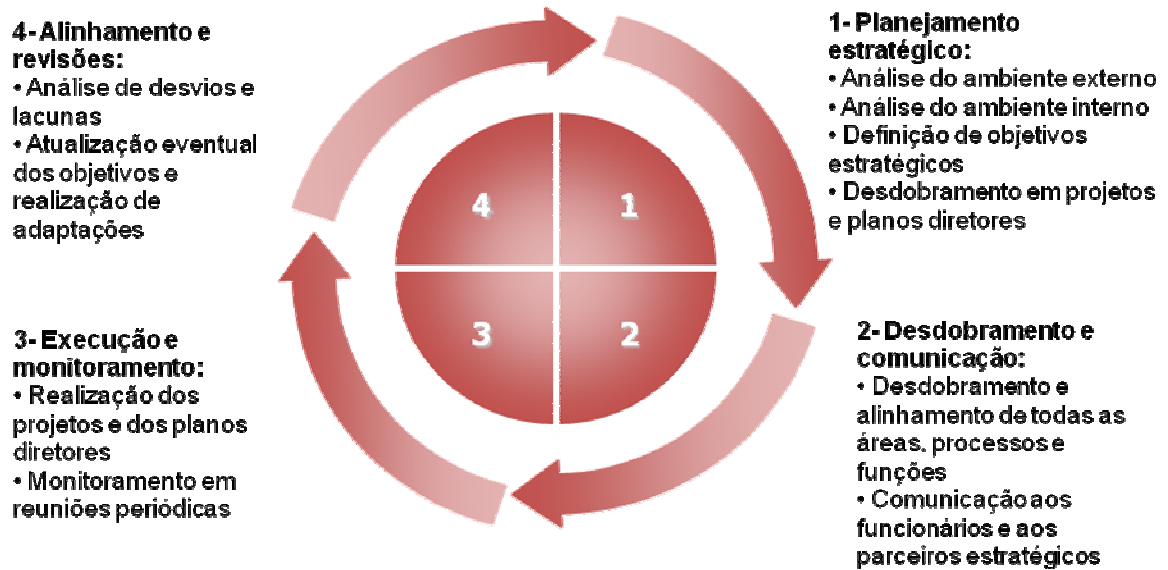 1- Planejamento
estratégico:
• Análise do ambiente externo
• Análise do ambiente interno
• Definição de objetivos
estratégicos
• Desdobramento em projetos
e planos diretores
2- Desdobramento e
comunicação:
• Desdobramento e
alinhamento de todas as
áreas, processos e
funções
• Comunicação aos
funcionários e aos
parceiros estratégicos
3- Execução e
monitoramento:
• Realização dos
projetos e dos planos
diretores
• Monitoramento em
reuniões periódicas
4- Alinhamento e
revisões:
• Análise de desvios e
lacunas
• Atualização eventual
dos objetivos e
realização de
adaptações
4
1
3
2